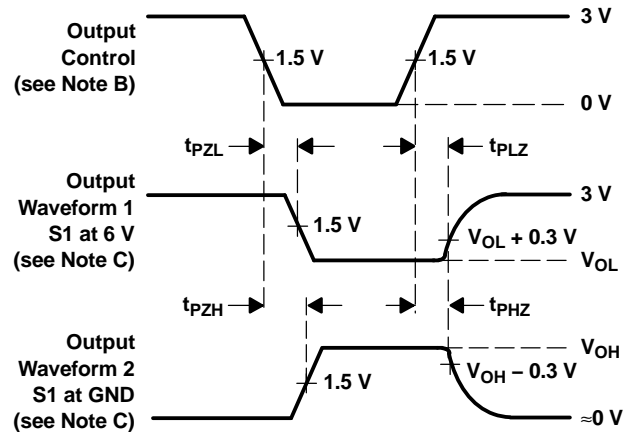 Output
Control
(see Note B)
3 V
1.5 V
1.5 V
0 V
tPZL
tPLZ
Output
Waveform 1
S1 at 6 V
(see Note C)
3 V
1.5 V
VOL + 0.3 V
VOL
tPZH
tPHZ
Output
Waveform 2
S1 at GND
(see Note C)
VOH
VOH − 0.3 V
1.5 V
≈0 V